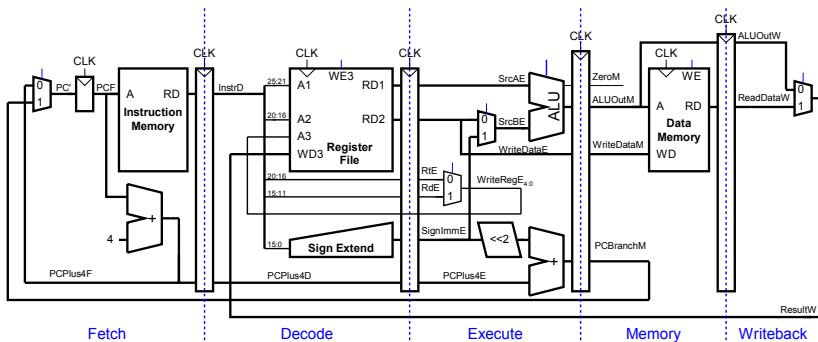 CLK
CLK
CLK
CLK
CLK
CLK
CLK
ALUOutW
0
1
PC'
PCF
A
RD
Instruction
Memory
InstrD
25:21
A1
WE3
RD1
SrcAE
ZeroM
WE
20:16
A2
RD2
0
1
SrcBE
ALU
ALUOutM
A
RD
ReadDataW
0
1
A3
WD3
Register
File
Data
Memory
WriteDataE
WriteDataM
WD
20:16
RtE
0
WriteRegE4:0
15:11
RdE
1
4
+
15:0
Sign Extend
SignImmE
<<2
+
PCBranchM
PCPlus4F
PCPlus4D
PCPlus4E
ResultW
Fetch
Decode
Execute
Memory
Writeback